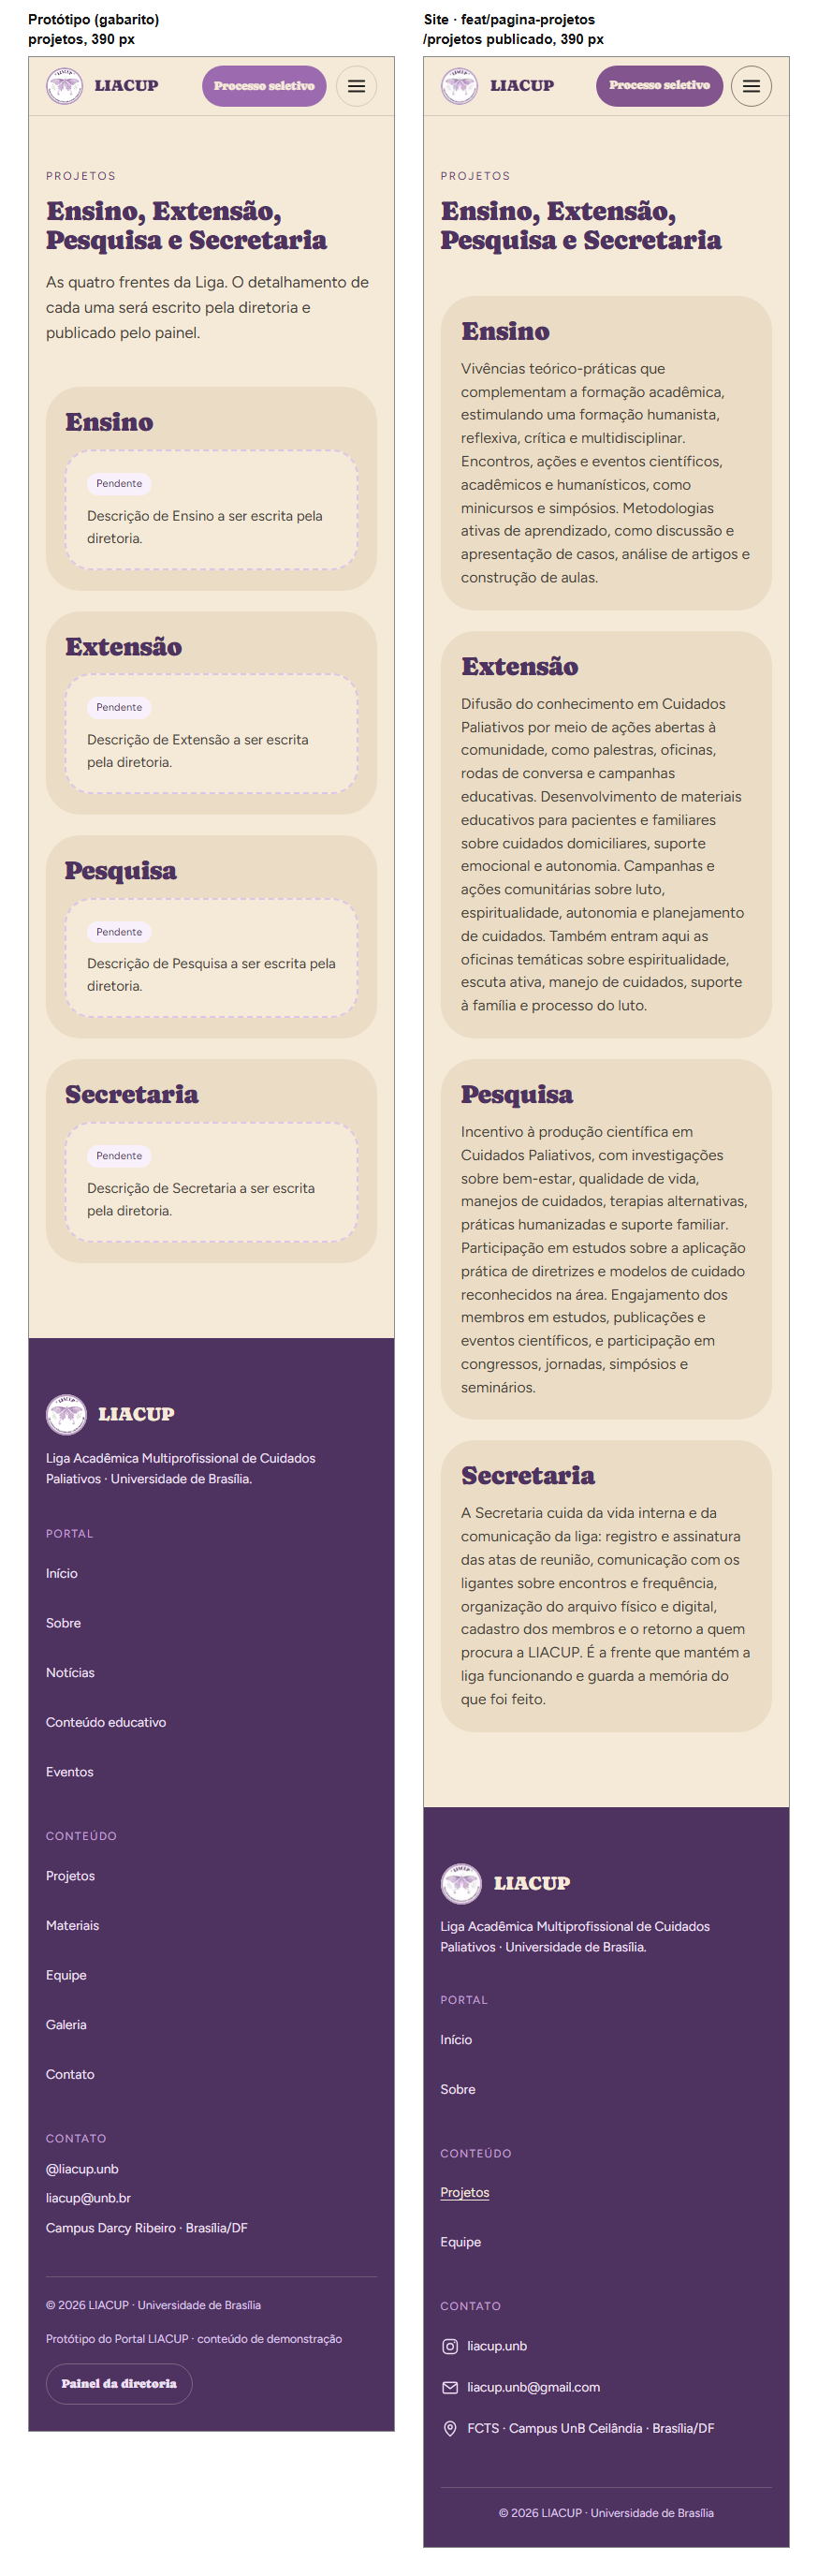 Protótipo (gabarito)
projetos, 390 px
LIACUP
Processo seletivo
PROJETOS
Ensino, Extensão,
Pesquisa e Secretaria
As quatro frentes da Liga. O detalhamento de
cada uma será escrito pela diretoria e
publicado pelo painel.
Ensino
Pendente
Descrição de Ensino a ser escrita pela
diretoria.
Extensão
Pendente
Descrição de Extensão a ser escrita
pela diretoria.
Pesquisa
Pendente
Descrição de Pesquisa a ser escrita pela
diretoria.
Secretaria
Pendente
Descrição de Secretaria a ser escrita
pela diretoria.
LIACUP
Liga Acadêmica Multiprofissional de Cuidados
Paliativos · Universidade de Brasília.
PORTAL
Início
Sobre
Notícias
Conteúdo educativo
Eventos
CONTEÚDO
Projetos
Materiais
Equipe
Galeria
Contato
CONTATO
@liacup.unb
liacup@unb.br
Campus Darcy Ribeiro · Brasília/DF
© 2026 LIACUP · Universidade de Brasília
Protótipo do Portal LIACUP · conteúdo de demonstração
Painel da diretoria
Site · feat/pagina-projetos
/projetos publicado, 390 px
LIACUP
Processo seletivo
PROJETOS
Ensino, Extensão,
Pesquisa e Secretaria
Ensino
Vivências teórico-práticas que
complementam a formação acadêmica,
estimulando uma formação humanista,
reflexiva, crítica e multidisciplinar.
Encontros, ações e eventos científicos,
acadêmicos e humanísticos, como
minicursos e simpósios. Metodologias
ativas de aprendizado, como discussão e
apresentação de casos, análise de artigos e
construção de aulas.
Extensão
Difusão do conhecimento em Cuidados
Paliativos por meio de ações abertas à
comunidade, como palestras, oficinas,
rodas de conversa e campanhas
educativas. Desenvolvimento de materiais
educativos para pacientes e familiares
sobre cuidados domiciliares, suporte
emocional e autonomia. Campanhas e
ações comunitárias sobre luto,
espiritualidade, autonomia e planejamento
de cuidados. Também entram aqui as
oficinas temáticas sobre espiritualidade,
escuta ativa, manejo de cuidados, suporte
à família e processo do luto.
Pesquisa
Incentivo à produção científica em
Cuidados Paliativos, com investigações
sobre bem-estar, qualidade de vida,
manejos de cuidados, terapias alternativas,
práticas humanizadas e suporte familiar.
Participação em estudos sobre a aplicação
prática de diretrizes e modelos de cuidado
reconhecidos na área. Engajamento dos
membros em estudos, publicações e
eventos científicos, e participação em
congressos, jornadas, simpósios e
seminários.
Secretaria
A Secretaria cuida da vida interna e da
comunicação da liga: registro e assinatura
das atas de reunião, comunicação com os
ligantes sobre encontros e frequência,
organização do arquivo físico e digital,
cadastro dos membros e o retorno a quem
procura a LIACUP. É a frente que mantém a
liga funcionando e guarda a memória do
que foi feito.
LIACUP
Liga Acadêmica Multiprofissional de Cuidados
Paliativos · Universidade de Brasília.
PORTAL
Início
Sobre
CONTEÚDO
Projetos
Equipe
CONTATO
liacup.unb
liacup.unb@gmail.com
FCTS · Campus UnB Ceilândia · Brasília/DF
© 2026 LIACUP · Universidade de Brasília